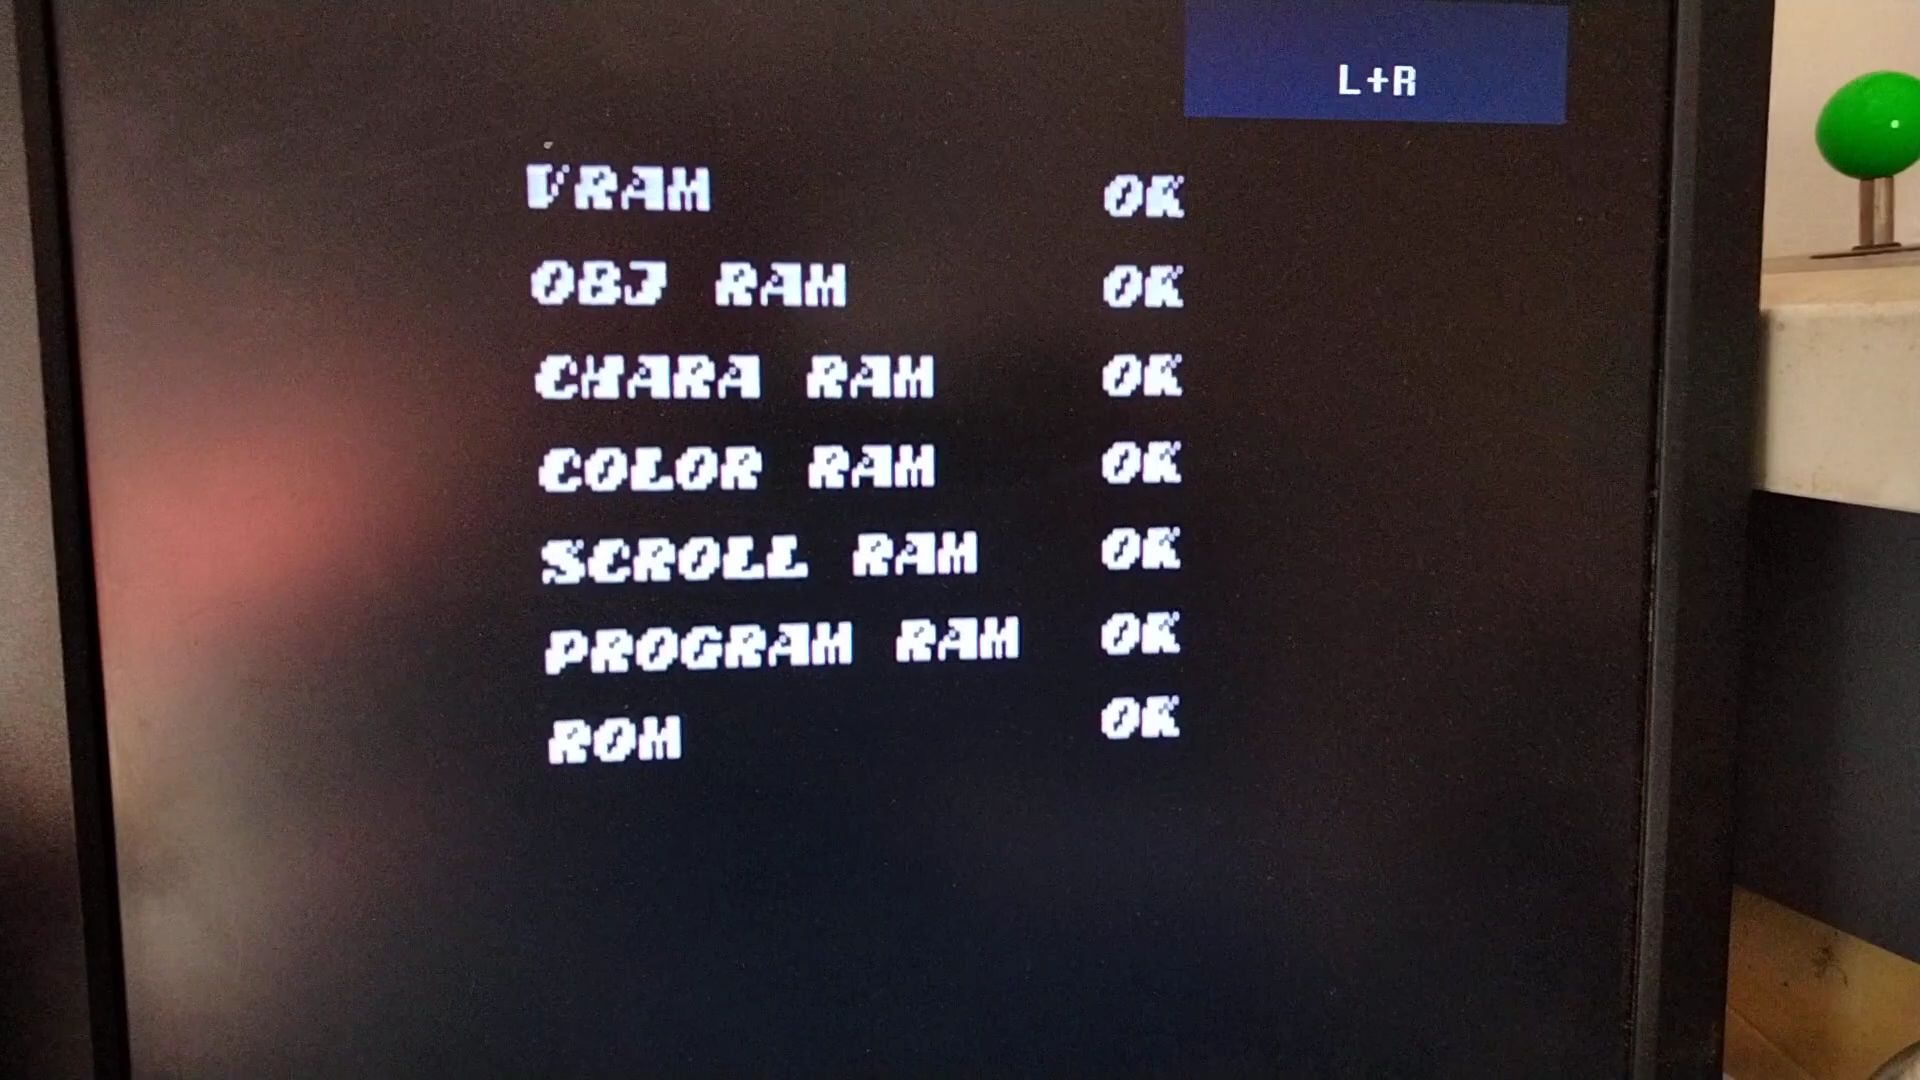 L+R
VRAM OK
OBJ RAM OK
CHARA RAM OK
COLOR RAM OK
SCROLL RAM OK
PROGRAM RAM OK
ROM OK